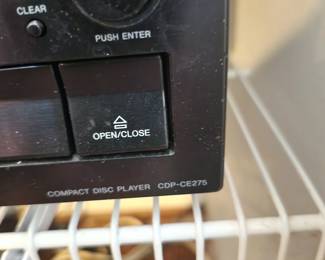 CLEAR
PUSH ENTER
OPEN/CLOSE
COMPACT DISC PLAYER CDP-CE275